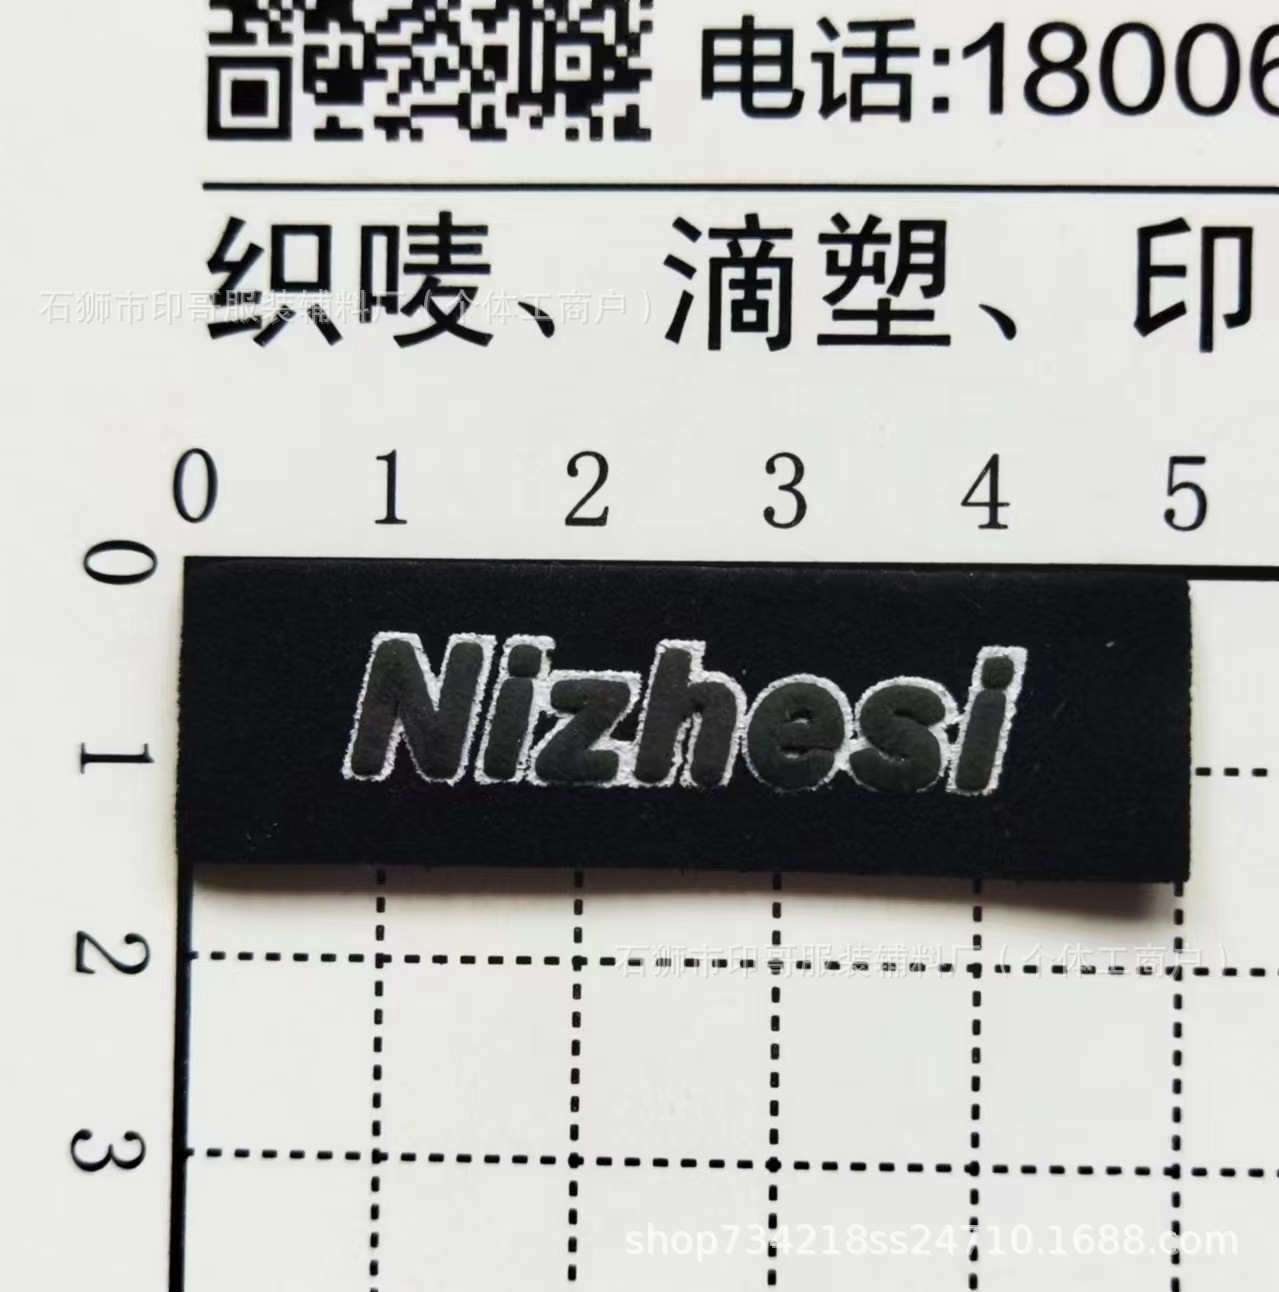 电话:18006
织唛、滴塑、印
石狮市印哥服装辅料厂（个体工商户）
0 1 2 3 4 5
0
Nizhesi
1
2
石狮市印哥服装辅料厂（个体工商户）
3
shop734218ss24710.1688.com